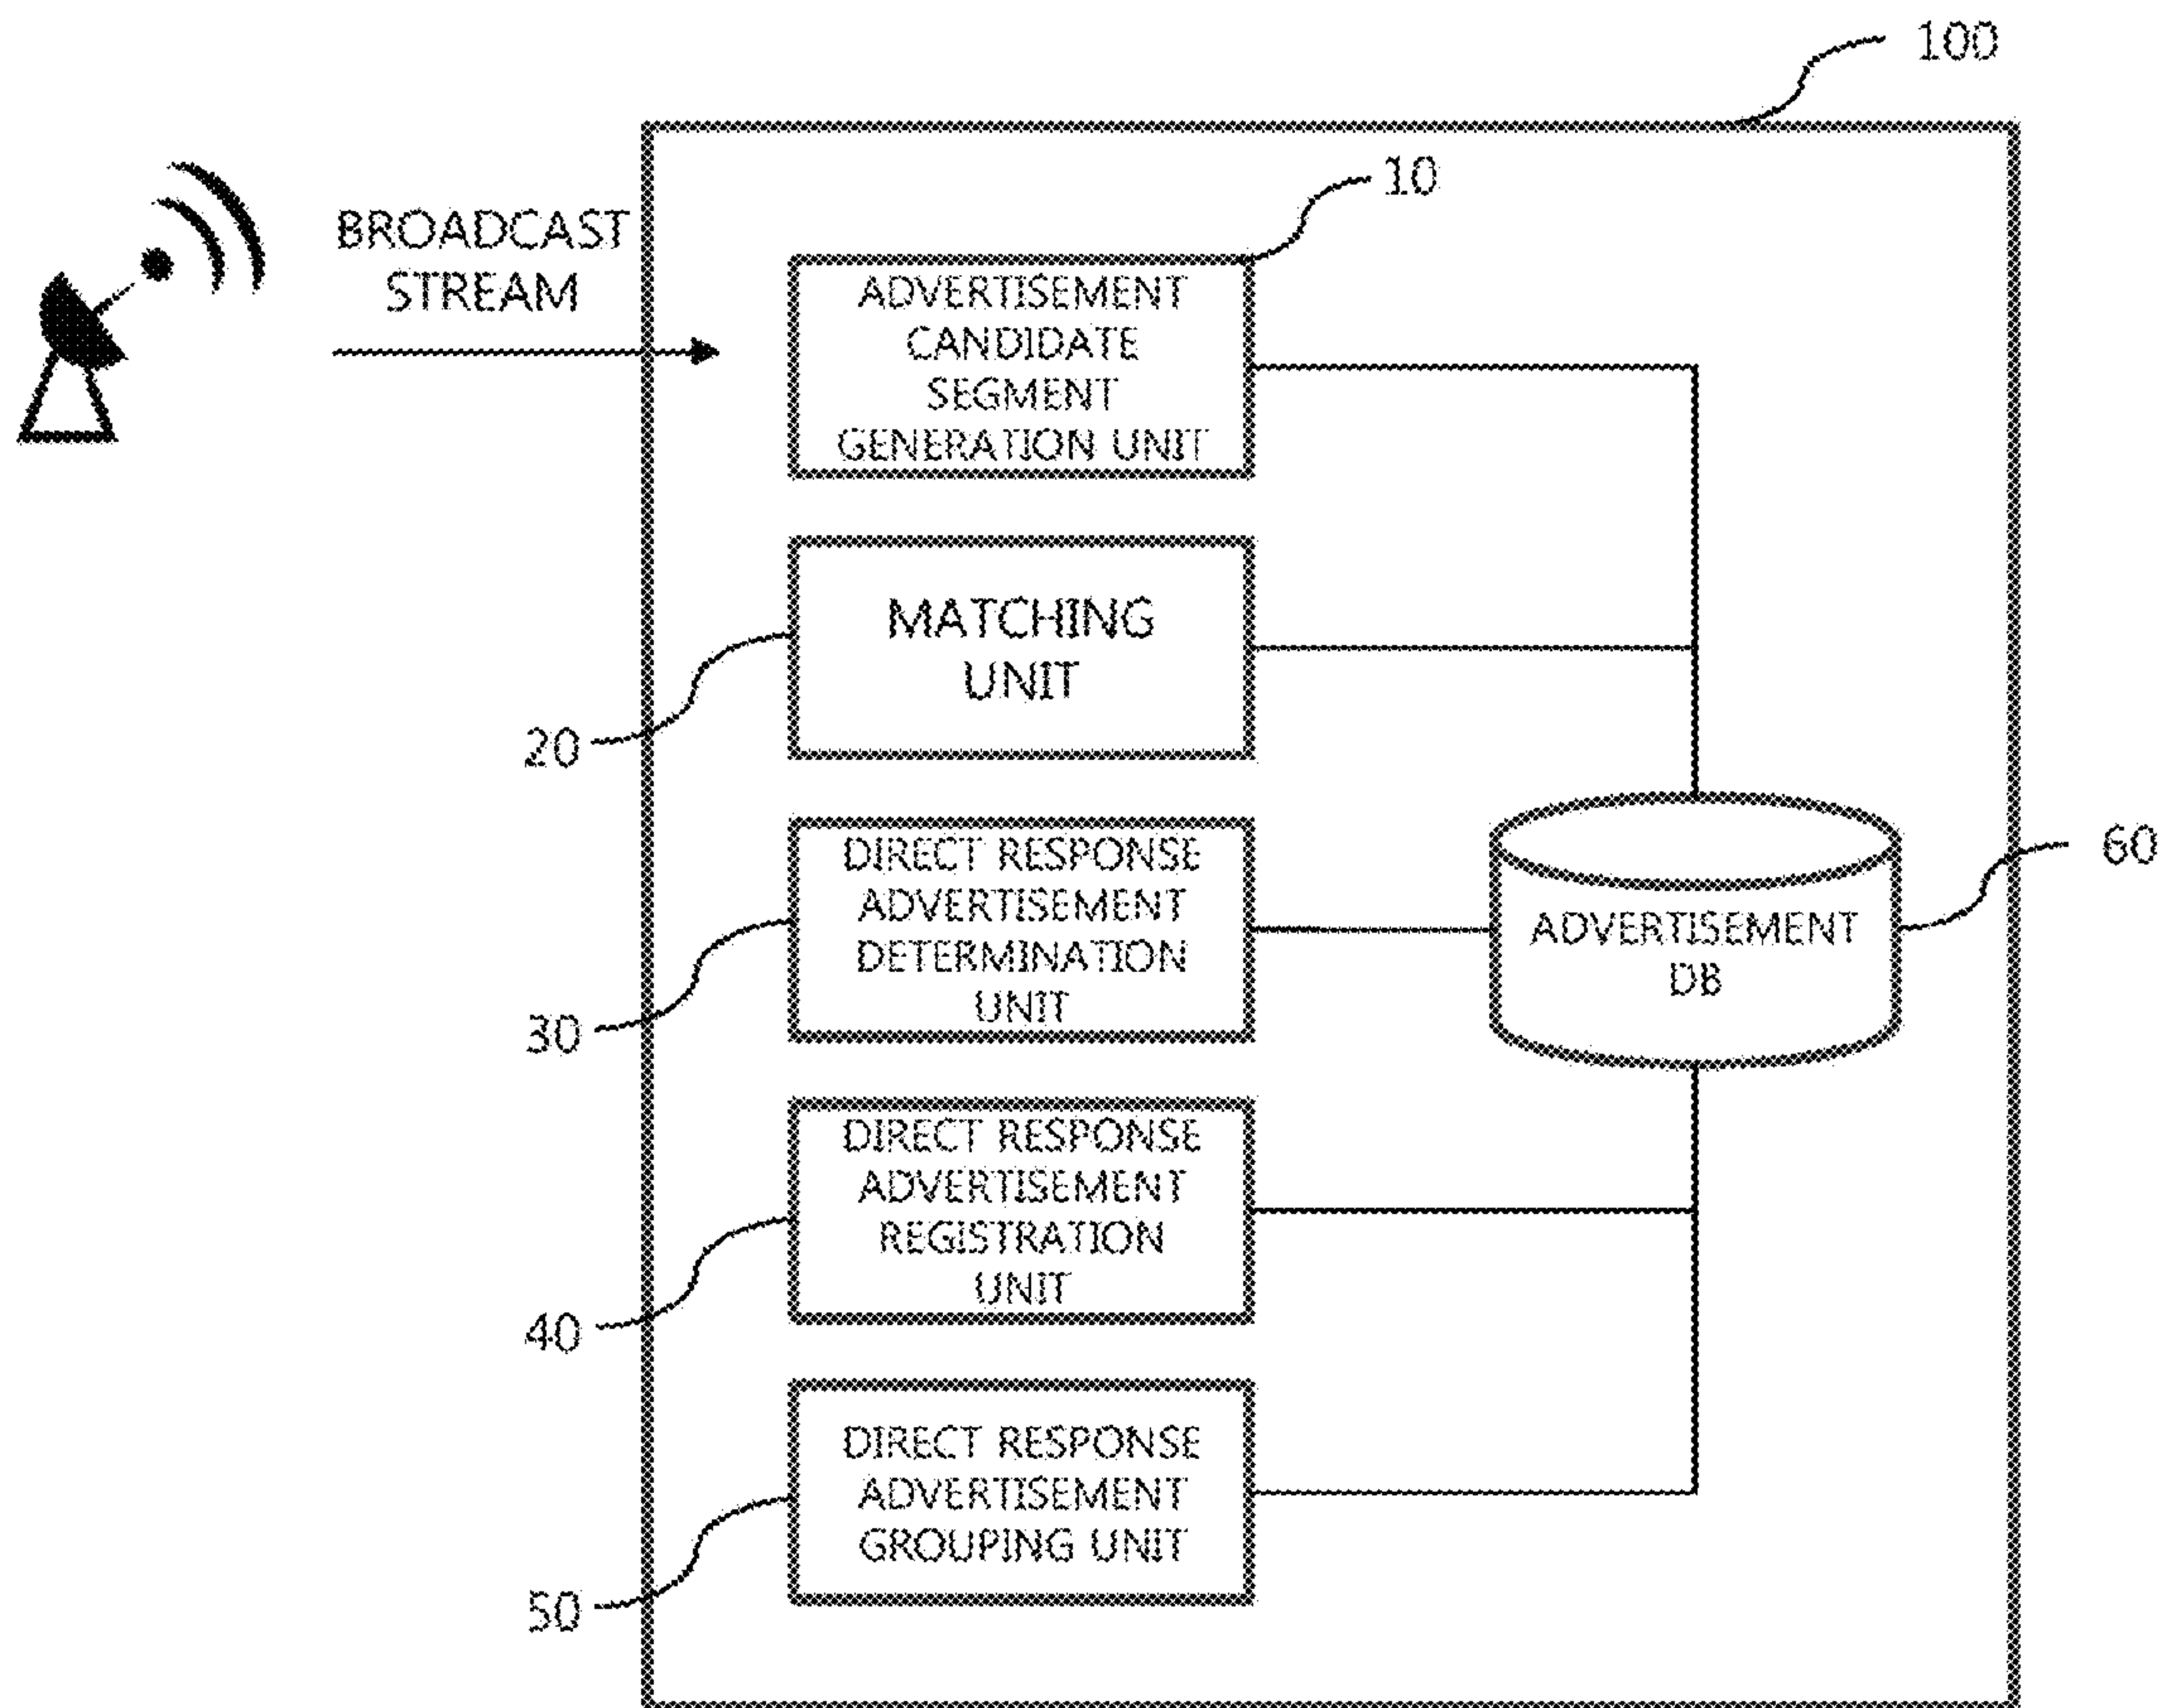 100
10
BROADCAST
STREAM
ADVERTISEMENT
CANDIDATE
SEGMENT
GENERATION UNIT
MATCHING
UNIT
20
DIRECT RESPONSE
ADVERTISEMENT
DETERMINATION
UNIT
30
ADVERTISEMENT
DB
60
DIRECT RESPONSE
ADVERTISEMENT
REGISTRATION
UNIT
40
DIRECT RESPONSE
ADVERTISEMENT
GROUPING UNIT
50